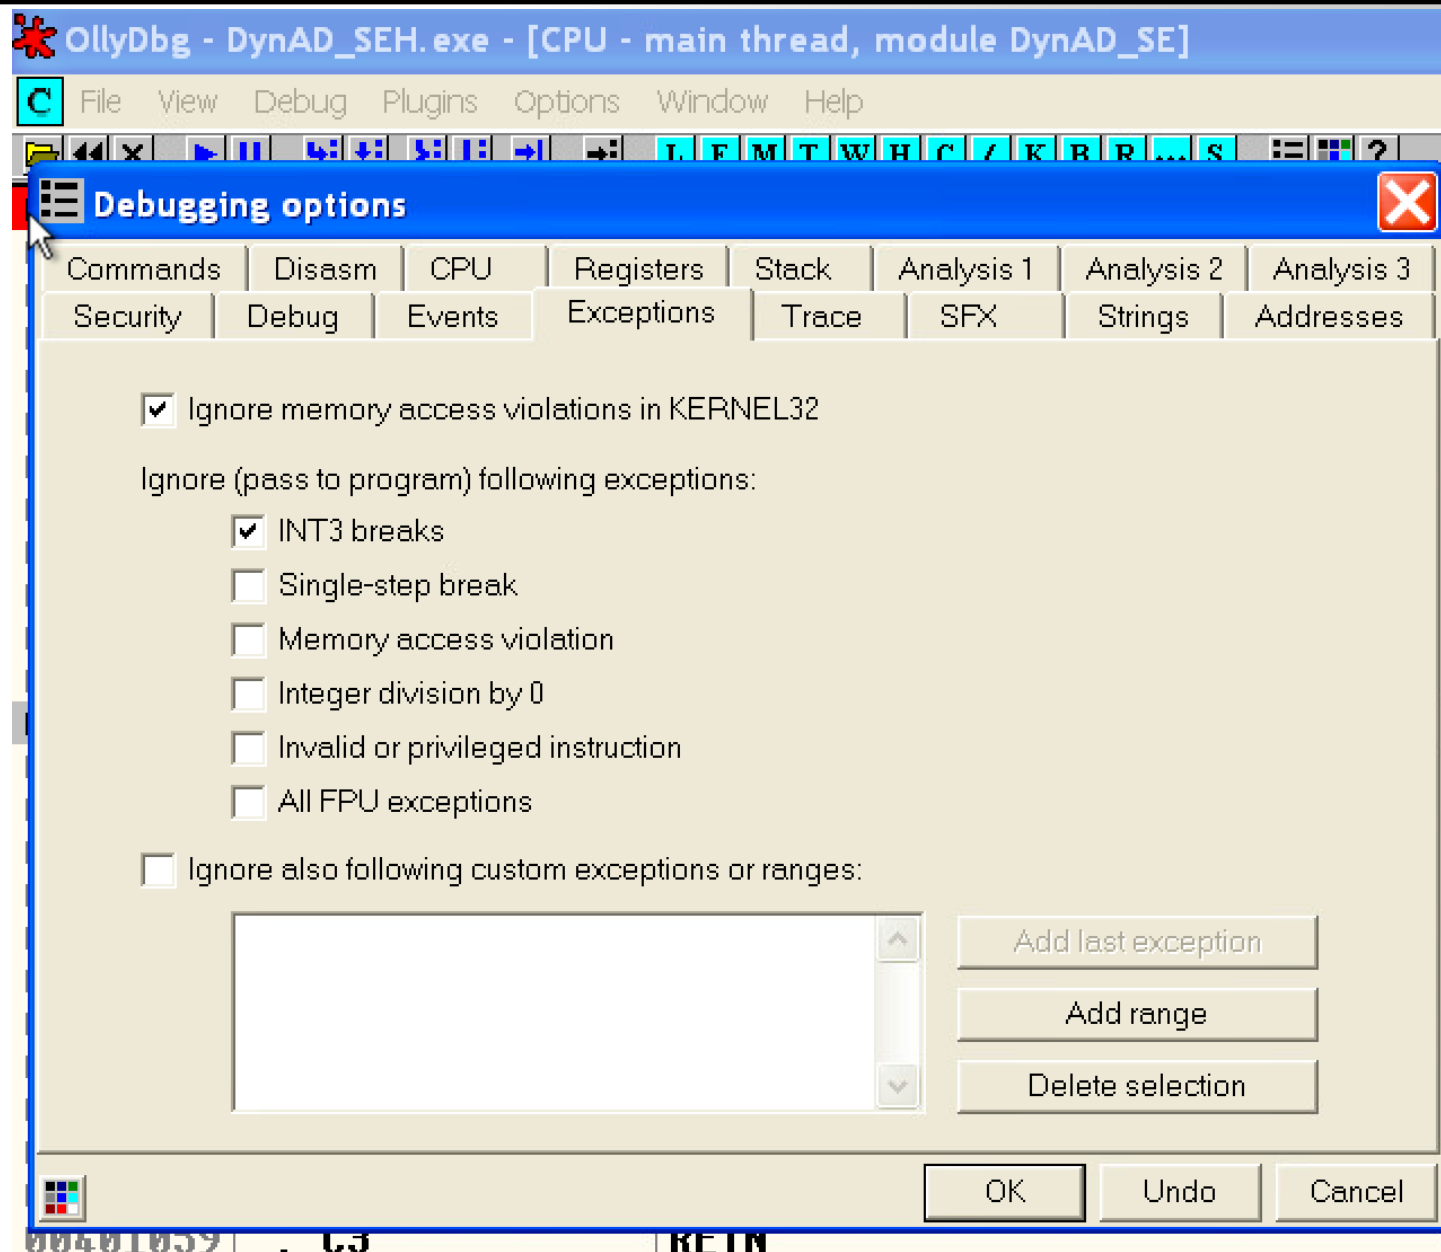 OllyDbg - DynAD_SEH.exe - [CPU - main thread, module DynAD_SE]
C File View Debug Plugins Options Window Help
L E M T W H C / K B R ... S ?
Debugging options
Commands Disasm CPU Registers Stack Analysis 1 Analysis 2 Analysis 3
Security Debug Events Exceptions Trace SFX Strings Addresses
Ignore memory access violations in KERNEL32
Ignore (pass to program) following exceptions:
INT3 breaks
Single-step break
Memory access violation
Integer division by 0
Invalid or privileged instruction
All FPU exceptions
Ignore also following custom exceptions or ranges:
Add last exception
Add range
Delete selection
OK Undo Cancel
00401059 . C3 RETN